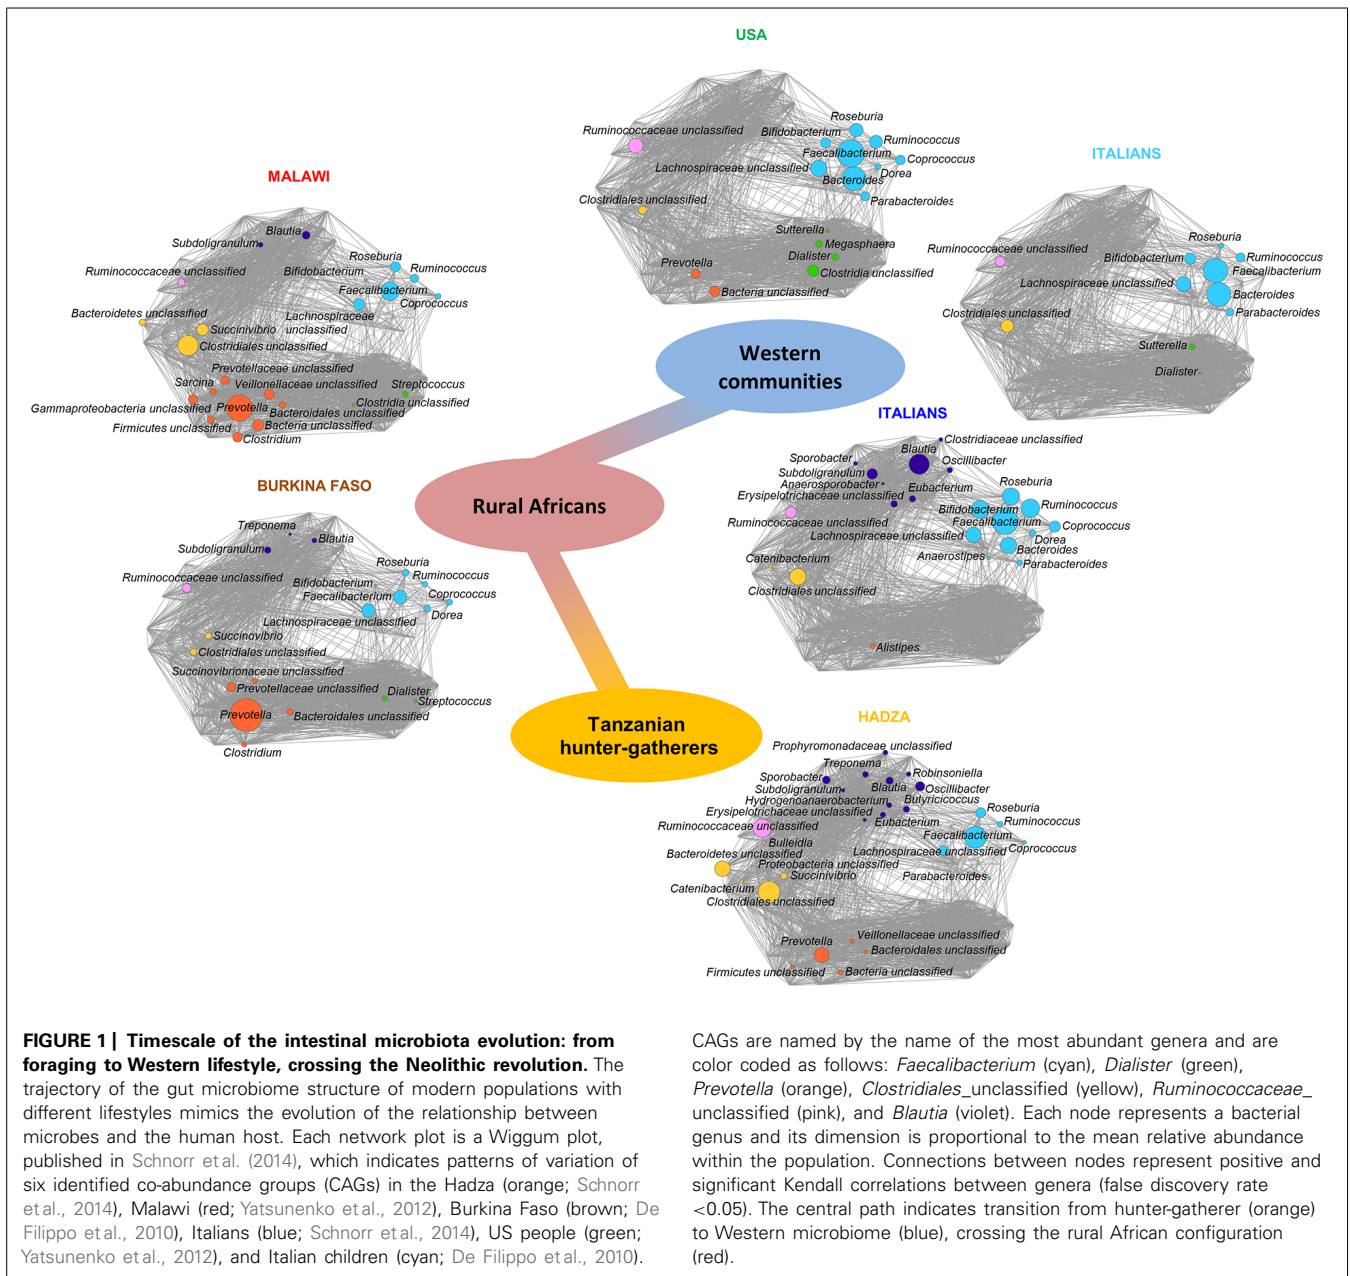 USA
Ruminococcaceae unclassified
Roseburia
Bifidobacterium
Ruminococcus
Faecalibacterium
Coprococcus
Lachnospiraceae unclassified
Dorea
Bacteroides
Clostridiales unclassified
Parabacteroides
Sutterella
Megasphaera
Dialister
Prevotella
Clostridia unclassified
Bacteria unclassified
ITALIANS
Roseburia
Ruminococcaceae unclassified
Bifidobacterium
Ruminococcus
Faecalibacterium
Lachnospiraceae unclassified
Bacteroides
Clostridiales unclassified
Parabacteroides
Sutterella
Dialister
MALAWI
Blautia
Subdoligranulum
Roseburia
Ruminococcaceae unclassified
Bifidobacterium
Ruminococcus
Faecalibacterium
Coprococcus
Bacteroidetes unclassified
Lachnospiraceae
unclassified
Succinivibrio
Clostridiales unclassified
Prevotellaceae unclassified
Sarcina
Veillonellaceae unclassified
Streptococcus
Gammaproteobacteria unclassified
Prevotella
Clostridia unclassified
Bacteroidales unclassified
Firmicutes unclassified
Bacteria unclassified
Clostridium
Western
communities
Rural Africans
Tanzanian
hunter-gatherers
ITALIANS
Clostridiaceae unclassified
Blautia
Sporobacter
Oscillibacter
Subdoligranulum
Anaerosporobacter
Eubacterium
Roseburia
Erysipelotrichaceae unclassified
Bifidobacterium
Ruminococcus
Ruminococcaceae unclassified
Faecalibacterium
Coprococcus
Lachnospiraceae unclassified
Dorea
Bacteroides
Catenibacterium
Anaerostipes
Parabacteroides
Clostridiales unclassified
Alistipes
BURKINA FASO
Treponema
Blautia
Subdoligranulum
Roseburia
Ruminococcaceae unclassified
Bifidobacterium
Ruminococcus
Faecalibacterium
Coprococcus
Dorea
Lachnospiraceae unclassified
Succinovibrio
Clostridiales unclassified
Succinovibrionaceae unclassified
Prevotellaceae unclassified
Dialister
Streptococcus
Prevotella
Bacteroidales unclassified
Clostridium
HADZA
Prophyromonadaceae unclassified
Treponema
Sporobacter
Robinsoniella
Subdoligranulum
Blautia
Oscillibacter
Hydrogenoanaerobacterium
Butyricicoccus
Erysipelotrichaceae unclassified
Roseburia
Eubacterium
Ruminococcus
Ruminococcaceae unclassified
Faecalibacterium
Bulleidia
Coprococcus
Lachnospiraceae unclassified
Bacteroidetes unclassified
Proteobacteria unclassified
Succinivibrio
Parabacteroides
Catenibacterium
Clostridiales unclassified
Veillonellaceae unclassified
Prevotella
Bacteroidales unclassified
Firmicutes unclassified
Bacteria unclassified
FIGURE 1 | Timescale of the intestinal microbiota evolution: from
foraging to Western lifestyle, crossing the Neolithic revolution. The
trajectory of the gut microbiome structure of modern populations with
different lifestyles mimics the evolution of the relationship between
microbes and the human host. Each network plot is a Wiggum plot,
published in Schnorr et al. (2014), which indicates patterns of variation of
six identified co-abundance groups (CAGs) in the Hadza (orange; Schnorr
et al., 2014), Malawi (red; Yatsunenko et al., 2012), Burkina Faso (brown; De
Filippo et al., 2010), Italians (blue; Schnorr et al., 2014), US people (green;
Yatsunenko et al., 2012), and Italian children (cyan; De Filippo et al., 2010).
CAGs are named by the name of the most abundant genera and are
color coded as follows: Faecalibacterium (cyan), Dialister (green),
Prevotella (orange), Clostridiales_unclassified (yellow), Ruminococcaceae_
unclassified (pink), and Blautia (violet). Each node represents a bacterial
genus and its dimension is proportional to the mean relative abundance
within the population. Connections between nodes represent positive and
significant Kendall correlations between genera (false discovery rate
<0.05). The central path indicates transition from hunter-gatherer (orange)
to Western microbiome (blue), crossing the rural African configuration
(red).